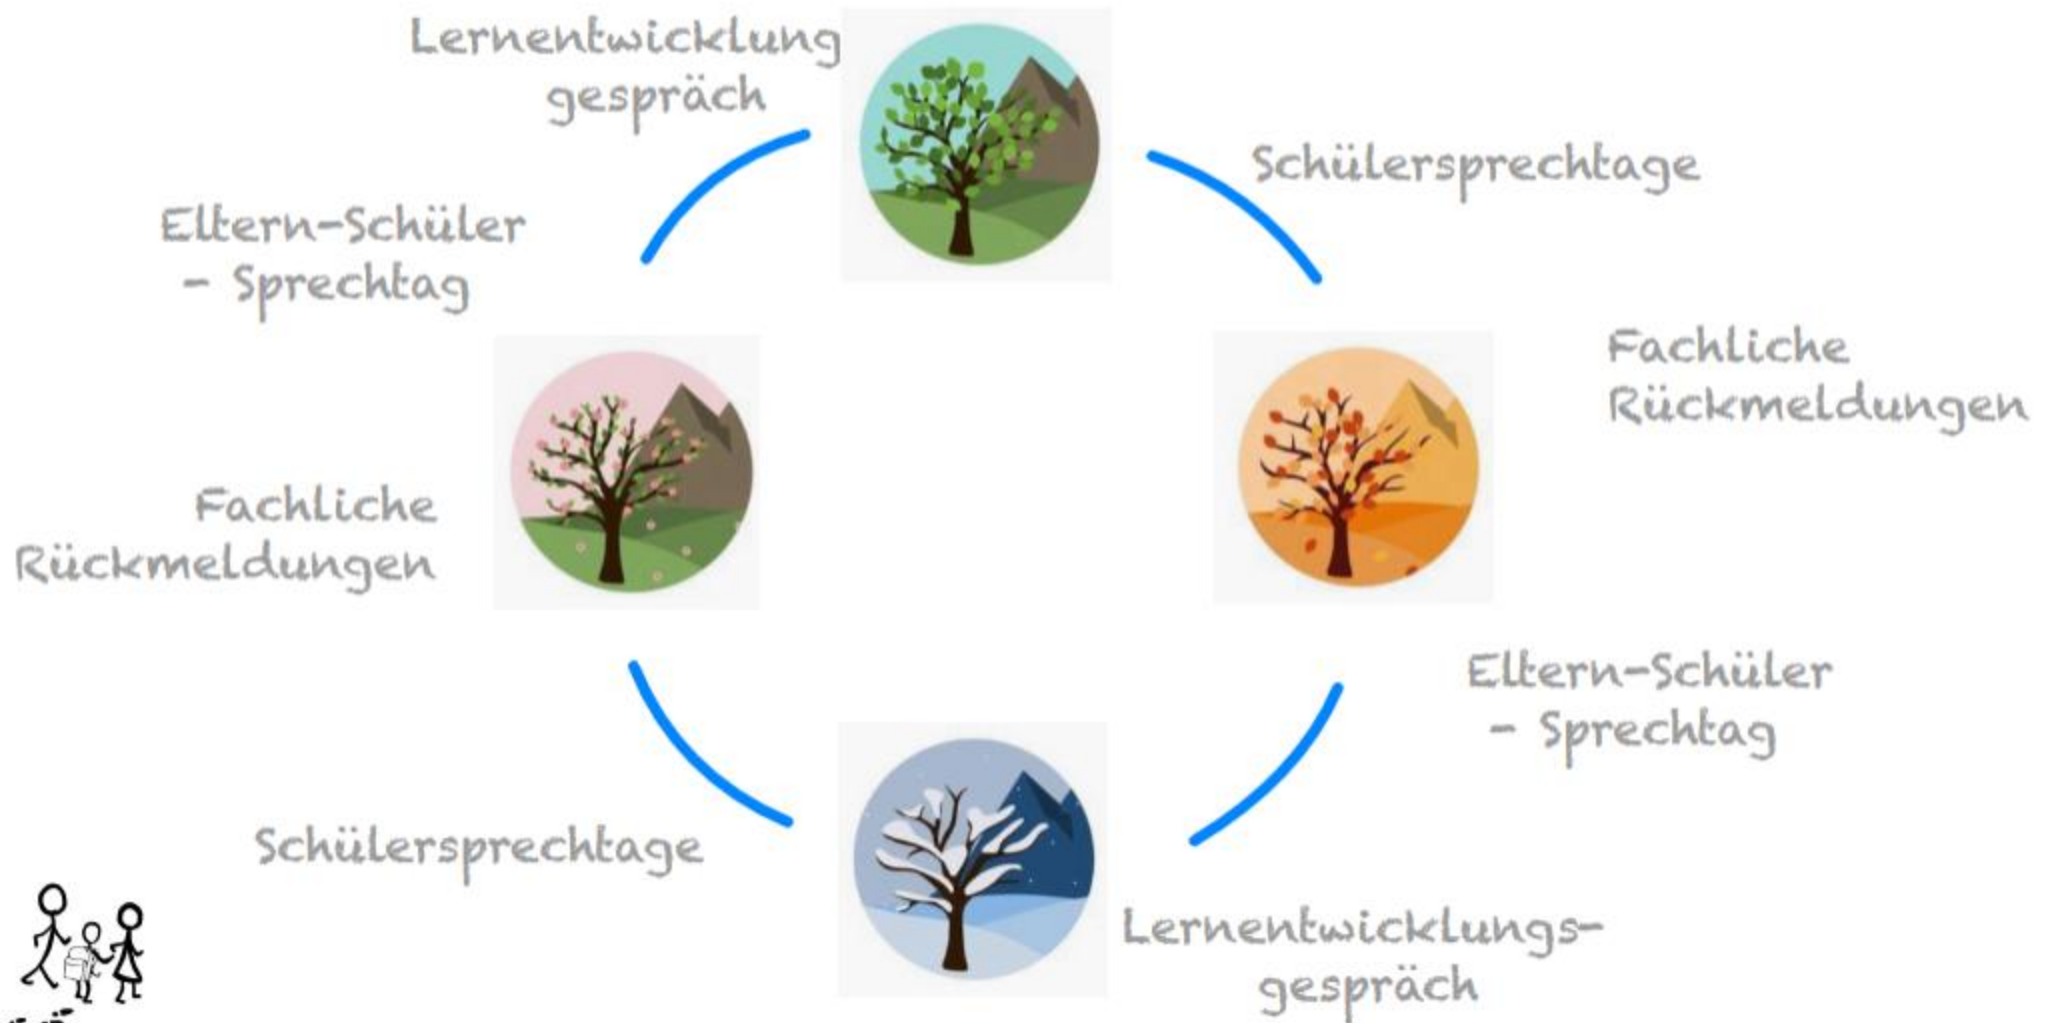 Lernentwicklung
gespräch
Schülersprechtage
Eltern-Schüler
- Sprechtag
Fachliche
Rückmeldungen
Fachliche
Rückmeldungen
Eltern-Schüler
- Sprechtag
Schülersprechtage
Lernentwicklungs-
gespräch